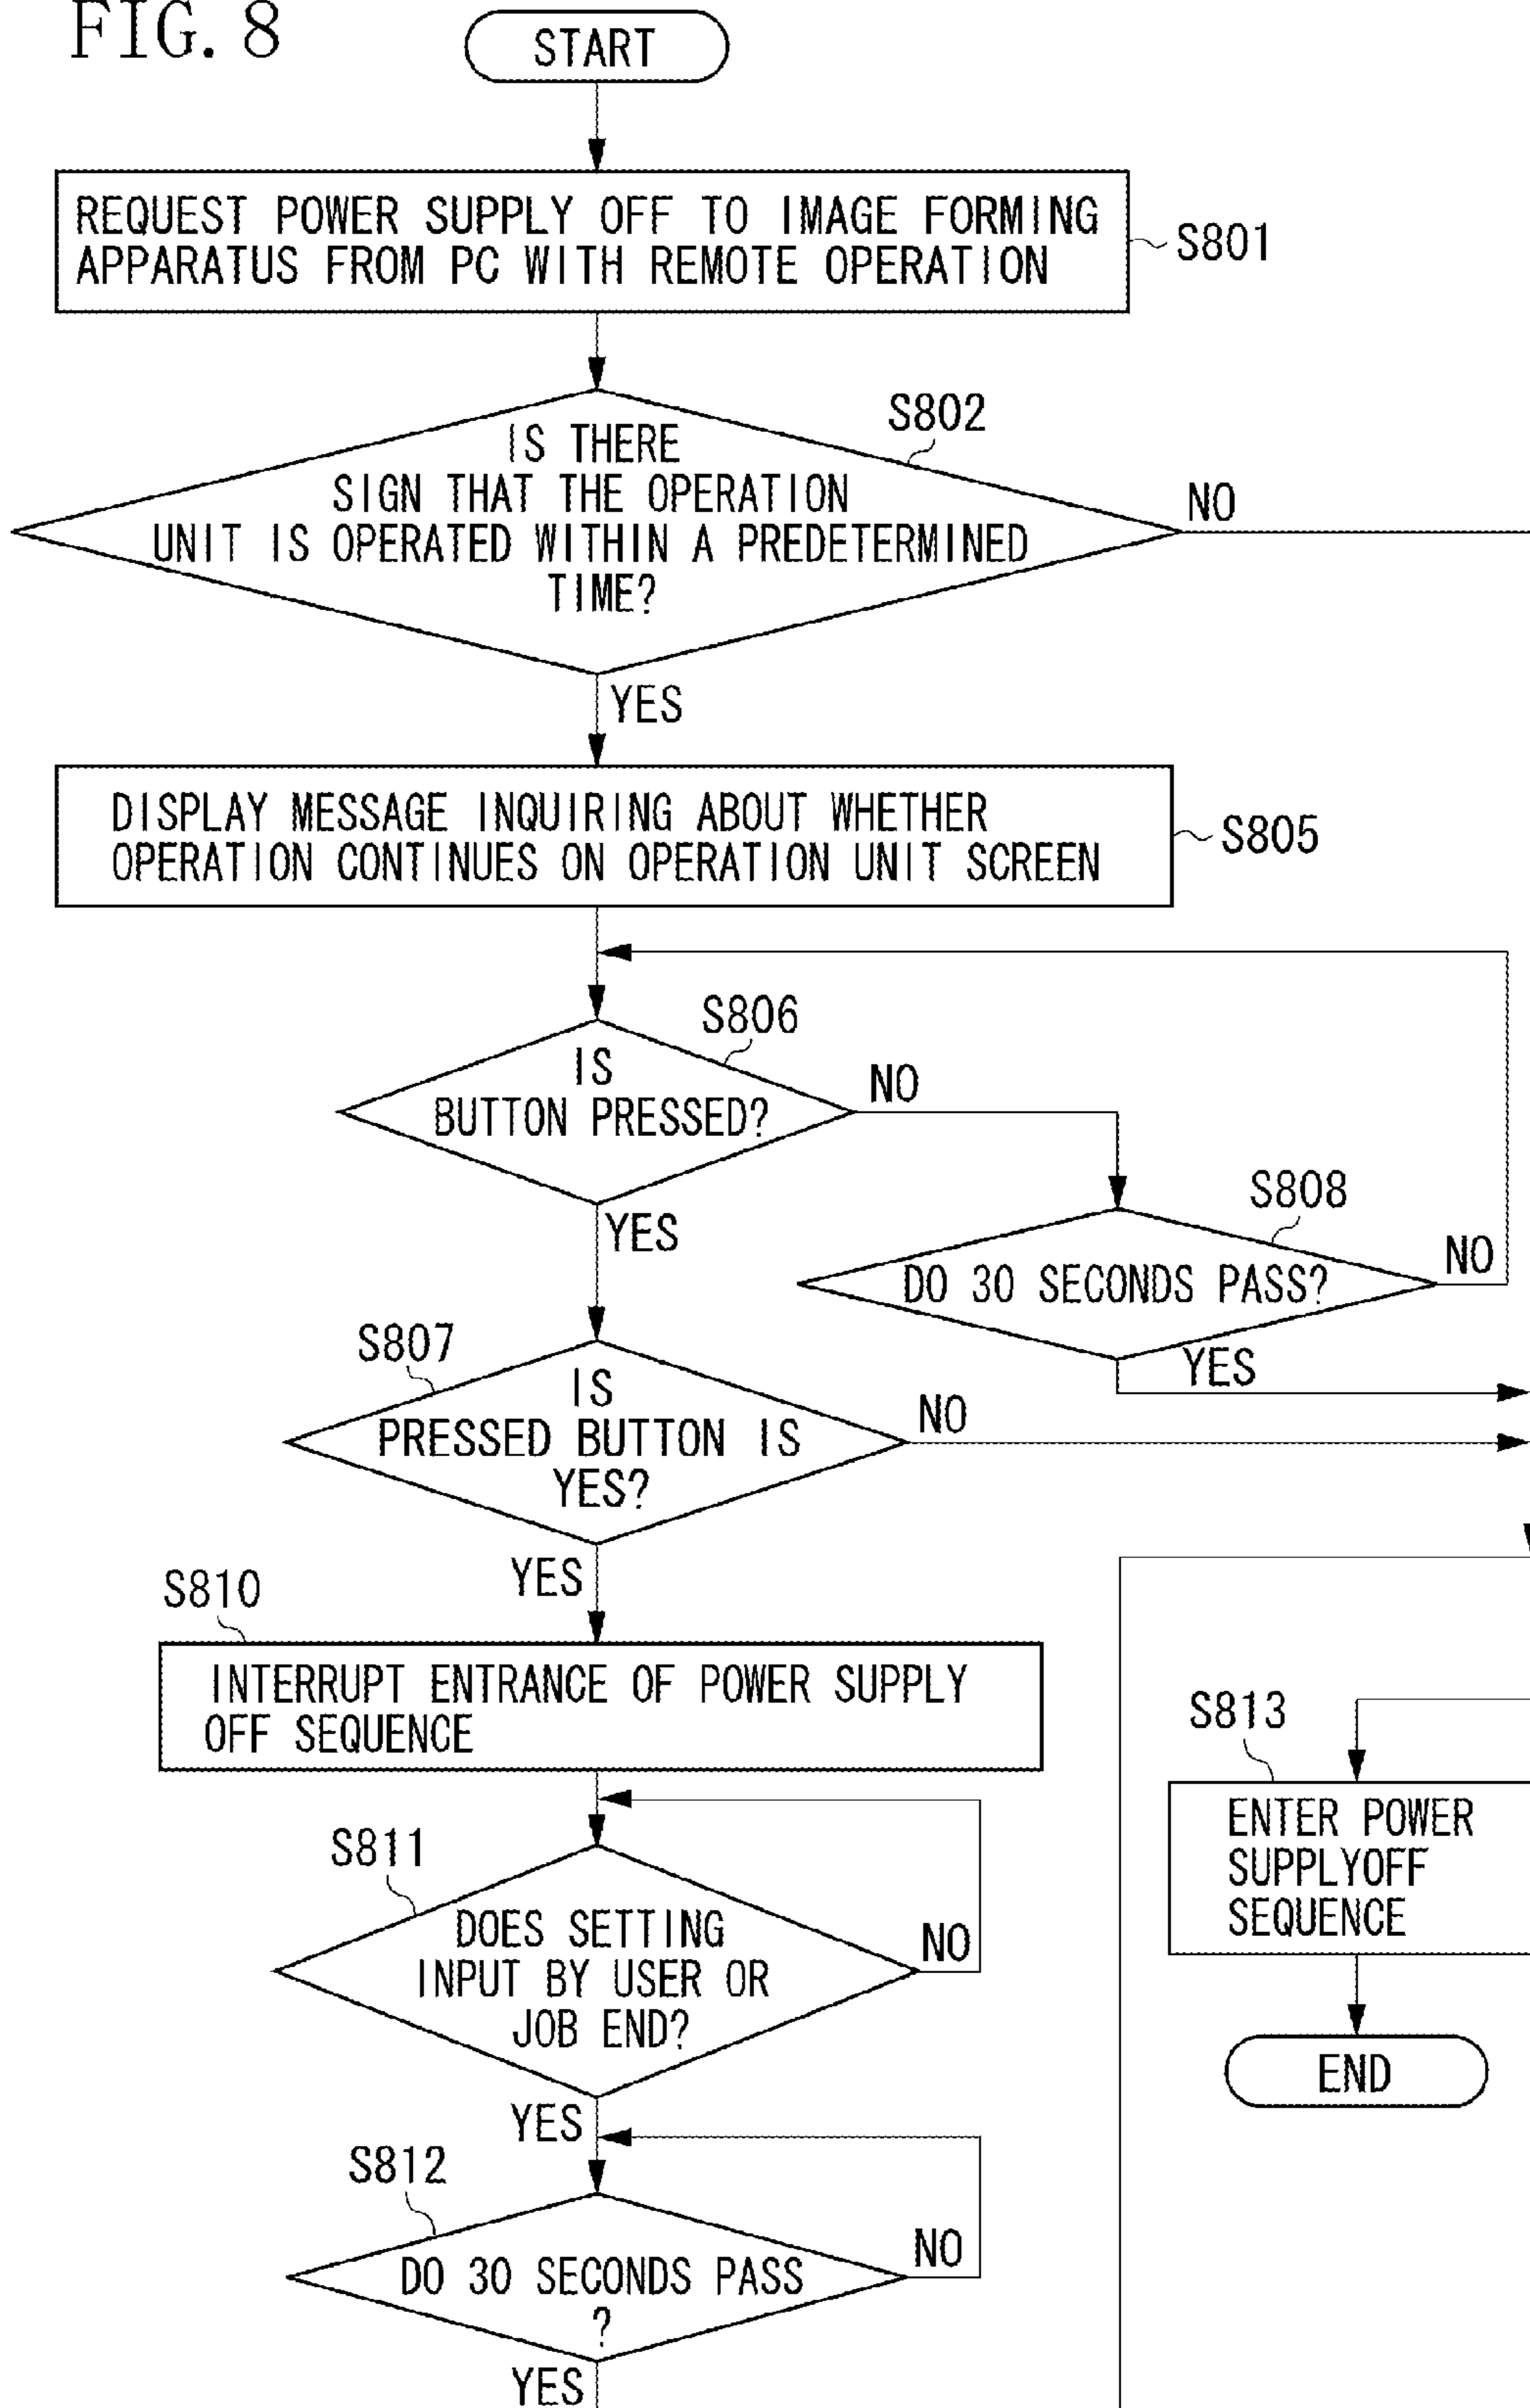 FIG. 8
START
REQUEST POWER SUPPLY OFF TO IMAGE FORMING
APPARATUS FROM PC WITH REMOTE OPERATION
S801
S802
IS THERE
SIGN THAT THE OPERATION
UNIT IS OPERATED WITHIN A PREDETERMINED
TIME?
NO
YES
DISPLAY MESSAGE INQUIRING ABOUT WHETHER
OPERATION CONTINUES ON OPERATION UNIT SCREEN
S805
S806
IS
BUTTON PRESSED?
NO
YES
S808
DO 30 SECONDS PASS?
NO
YES
S807
IS
PRESSED BUTTON IS
YES?
NO
YES
S810
INTERRUPT ENTRANCE OF POWER SUPPLY
OFF SEQUENCE
S813
ENTER POWER
SUPPLYOFF
SEQUENCE
END
S811
DOES SETTING
INPUT BY USER OR
JOB END?
NO
YES
S812
DO 30 SECONDS PASS
?
NO
YES